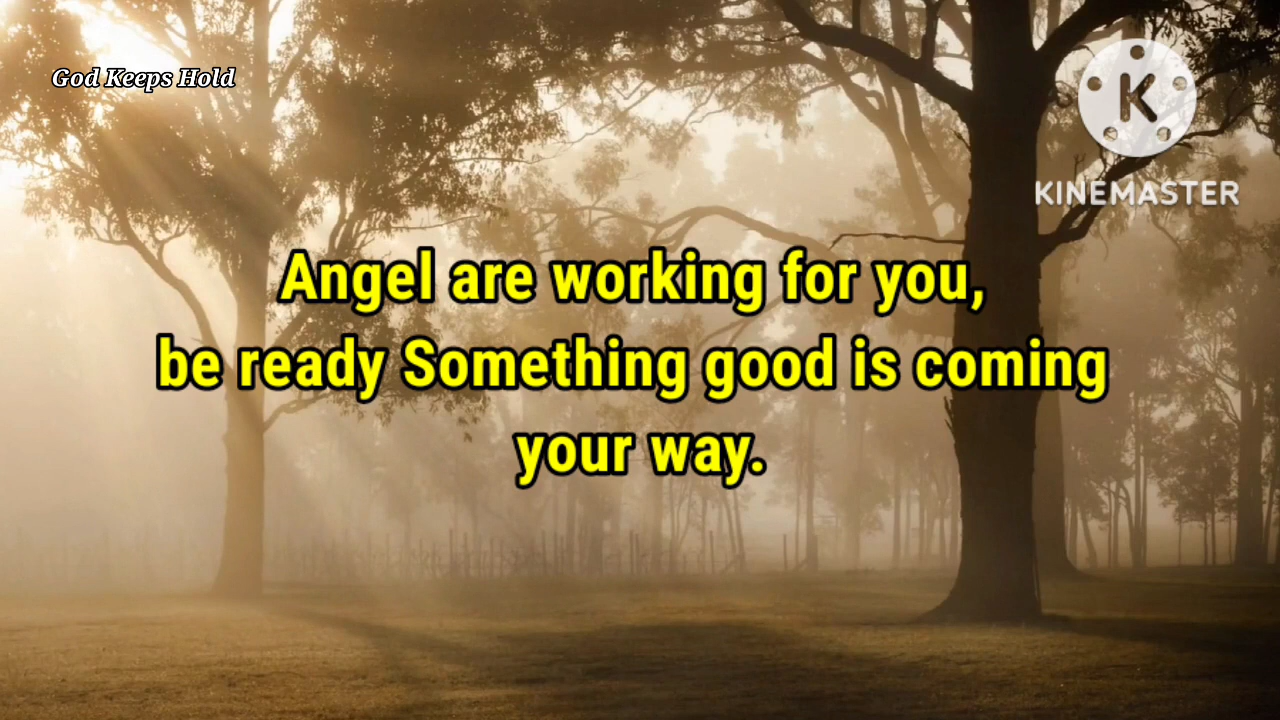 God Keeps Hold
K
KINEMASTER
Angel are working for you,
be ready Something good is coming
your way.